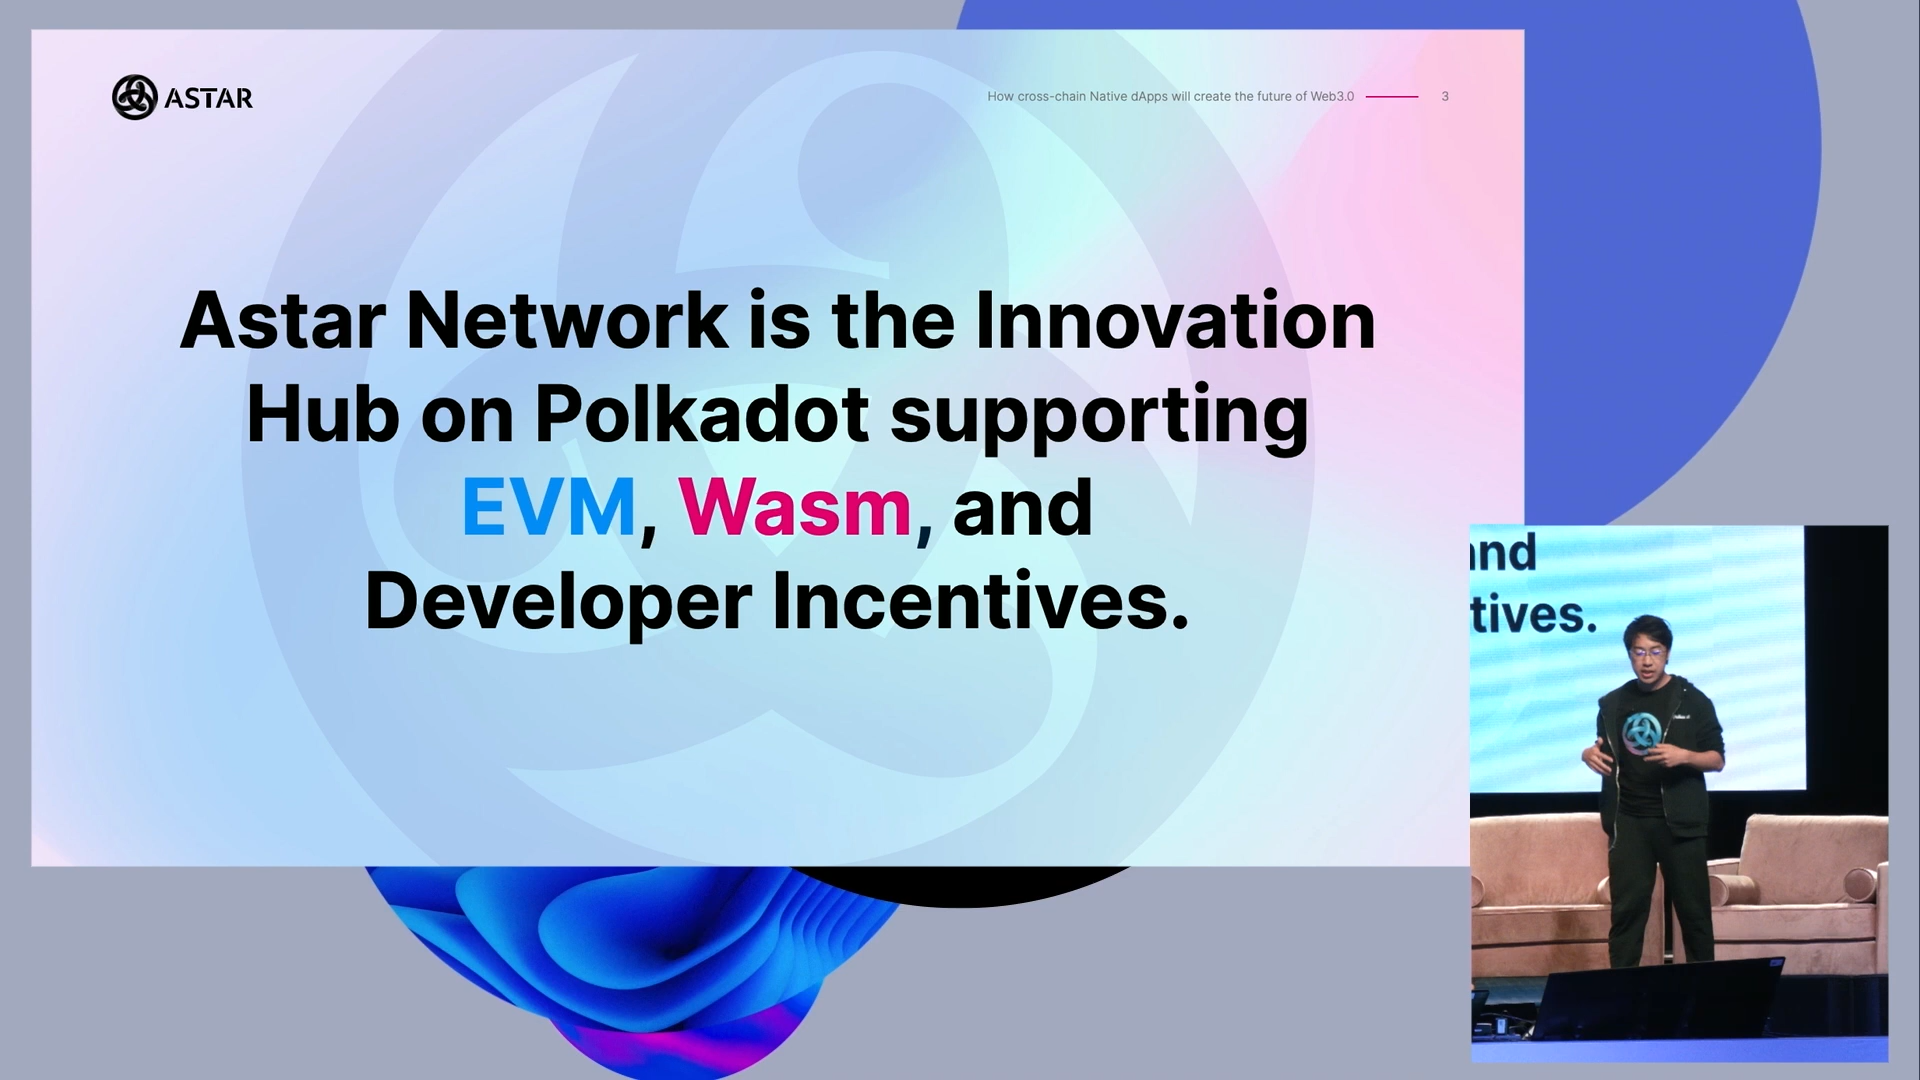 ASTAR
How cross-chain Native dApps will create the future of Web3.0
3
Astar Network is the Innovation
Hub on Polkadot supporting
EVM, Wasm, and
Developer Incentives.
and
tives.